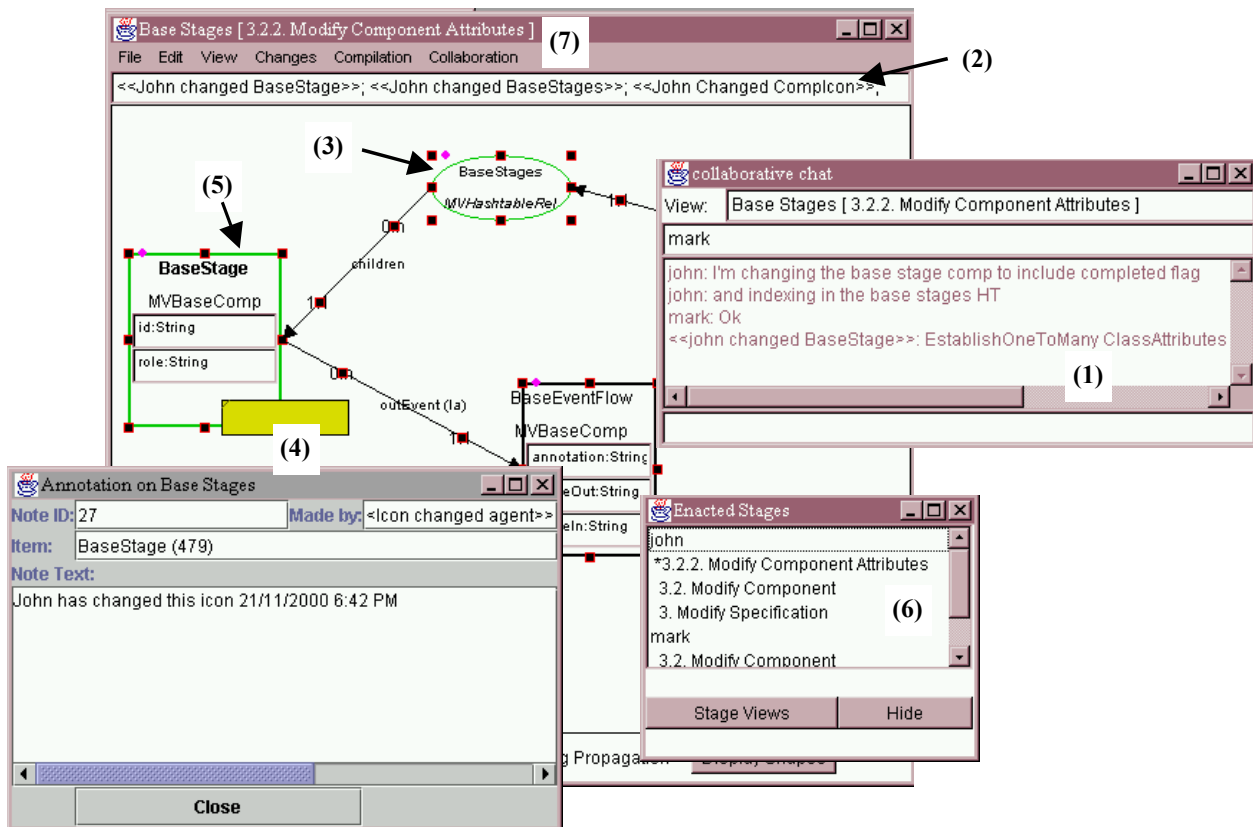 Base Stages [ 3.2.2. Modify Component Attributes ]
(7)
File Edit View Changes Compilation Collaboration
(2)
<<John changed BaseStage>>; <<John changed BaseStages>>; <<John Changed CompIcon>>,
(3)
BaseStages
MVHashtableRel
(5)
children
BaseStage
MVBaseComp
id:String
role:String
outEvent (la)
(4)
BaseEventFlow
MVBaseComp
annotation:String
eOut:String
eIn:String
g Propagation
collaborative chat
View: Base Stages [ 3.2.2. Modify Component Attributes ]
mark
john: I'm changing the base stage comp to include completed flag
john: and indexing in the base stages HT
mark: Ok
<<john changed BaseStage>>: EstablishOneToMany ClassAttributes
(1)
Annotation on Base Stages
Note ID: 27 Made by: <Icon changed agent>>
Item: BaseStage (479)
Note Text:
John has changed this icon 21/11/2000 6:42 PM
Close
Enacted Stages
john
*3.2.2. Modify Component Attributes
3.2. Modify Component
3. Modify Specification
(6)
mark
3.2. Modify Component
Stage Views Hide